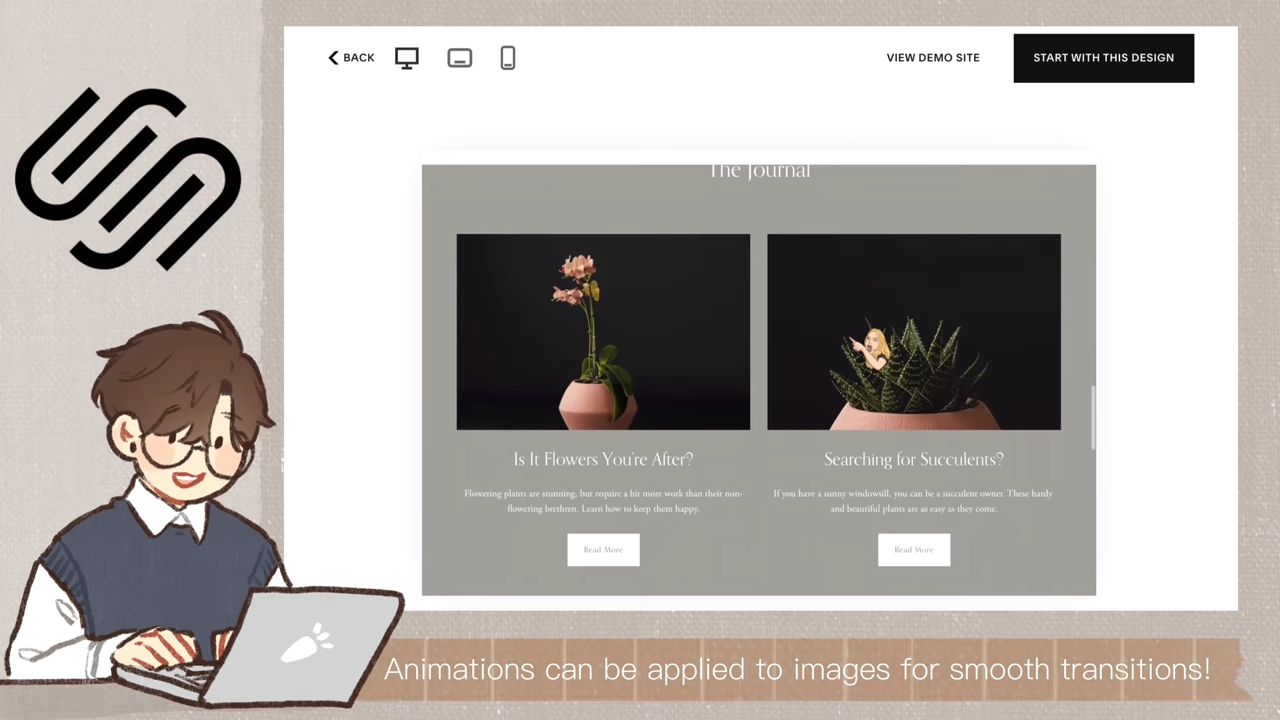 BACK
VIEW DEMO SITE
START WITH THIS DESIGN
The Journal
Is It Flowers You're After?
Flowering plants are stunning, but require a bit more work than their non-
flowering brethren. Learn how to keep them happy.
Read More
Searching for Succulents?
If you have a sunny windowsill, you can be a succulent owner. These hardy
and beautiful plants are as easy as they come.
Read More
Animations can be applied to images for smooth transitions!